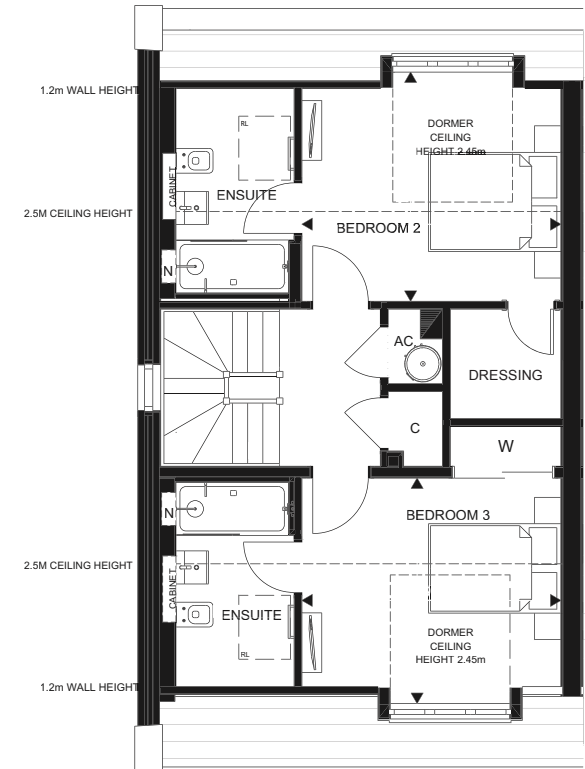 1.2m WALL HEIGHT
DORMER
CEILING
HEIGHT 2.45m
RL
CABINET
ENSUITE
2.5M CEILING HEIGHT
BEDROOM 2
N
AC
DRESSING
C
W
N
BEDROOM 3
2.5M CEILING HEIGHT
CABINET
ENSUITE
DORMER
CEILING
HEIGHT 2.45m
RL
1.2m WALL HEIGHT